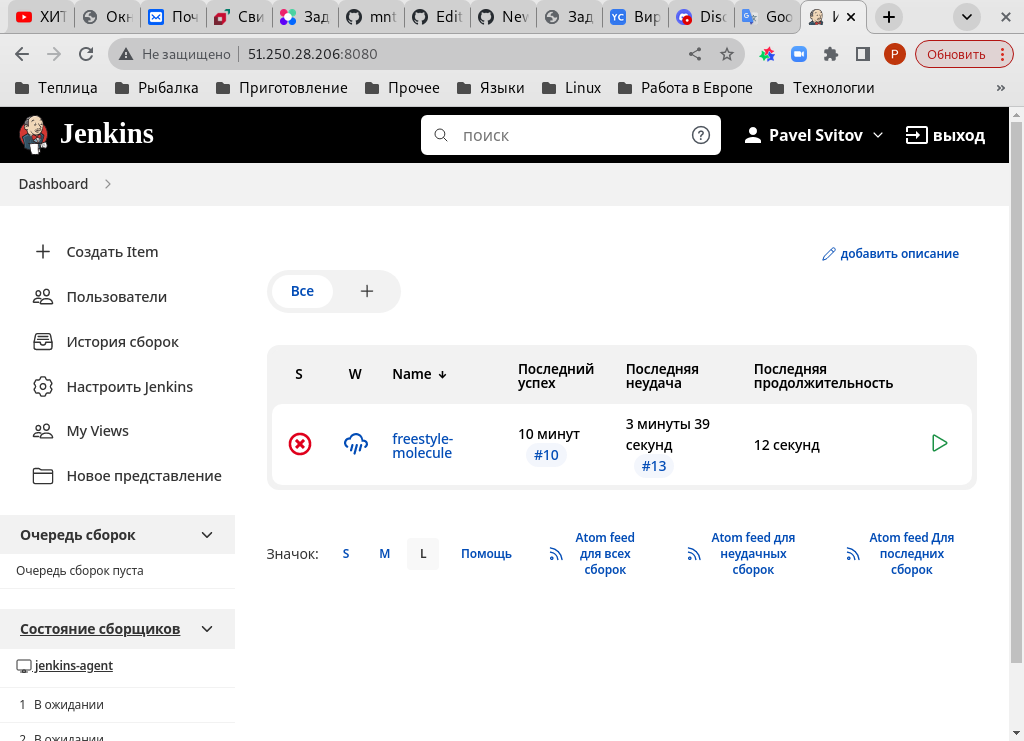 ХИТ
Окн
Поч
Сви
Зад
mnt
Edit
Nev
Зад
YC
Вир
Disc
Goo
Не защищено
51.250.28.206:8080
P
Обновить
Теплица
Рыбалка
Приготовление
Прочее
Языки
Linux
Работа в Европе
Технологии
»
Jenkins
поиск
Pavel Svitov
выход
Dashboard
Создать Item
Пользователи
История сборок
Настроить Jenkins
My Views
Новое представление
Очередь сборок
Очередь сборок пуста
Состояние сборщиков
jenkins-agent
1 В ожидании
2 В ожидании
добавить описание
Все
+
S W Name ↓ Последний успех Последняя неудача Последняя продолжительность
freestyle-molecule
10 минут
#10
3 минуты 39 секунд
#13
12 секунд
Значок: S M L Помощь
Atom feed для всех сборок
Atom feed для неудачных сборок
Atom feed Для последних сборок